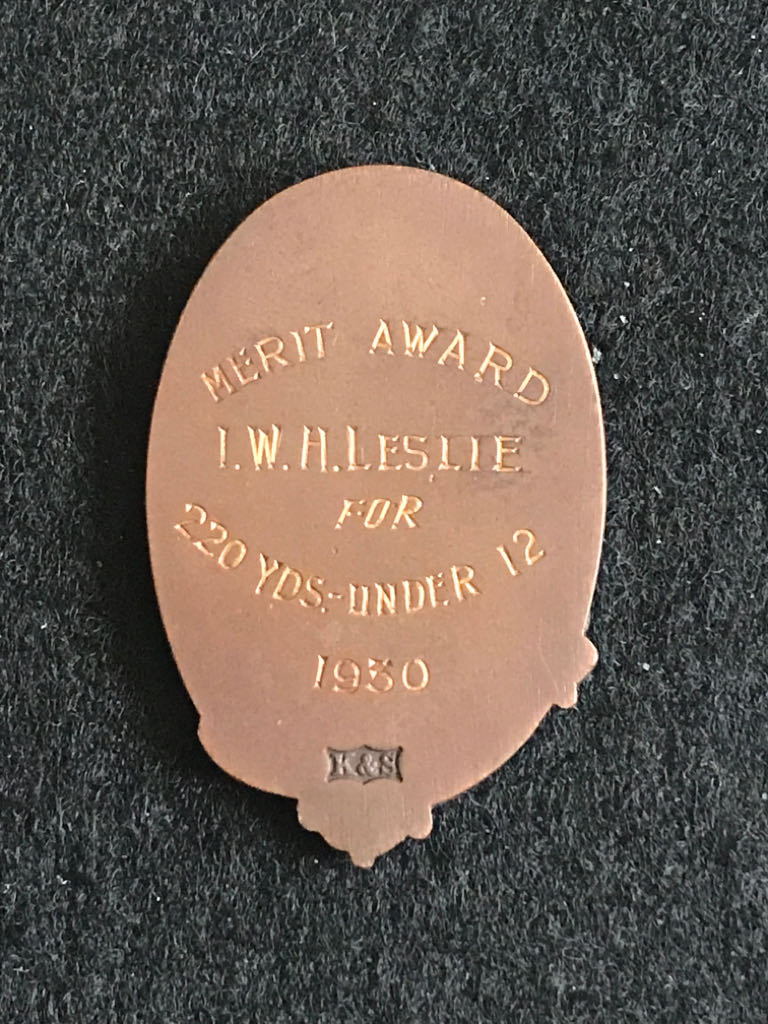 MERIT AWARD
I.W.H.LESLIE
FOR
220 YDS.-UNDER 12
1930
K&S